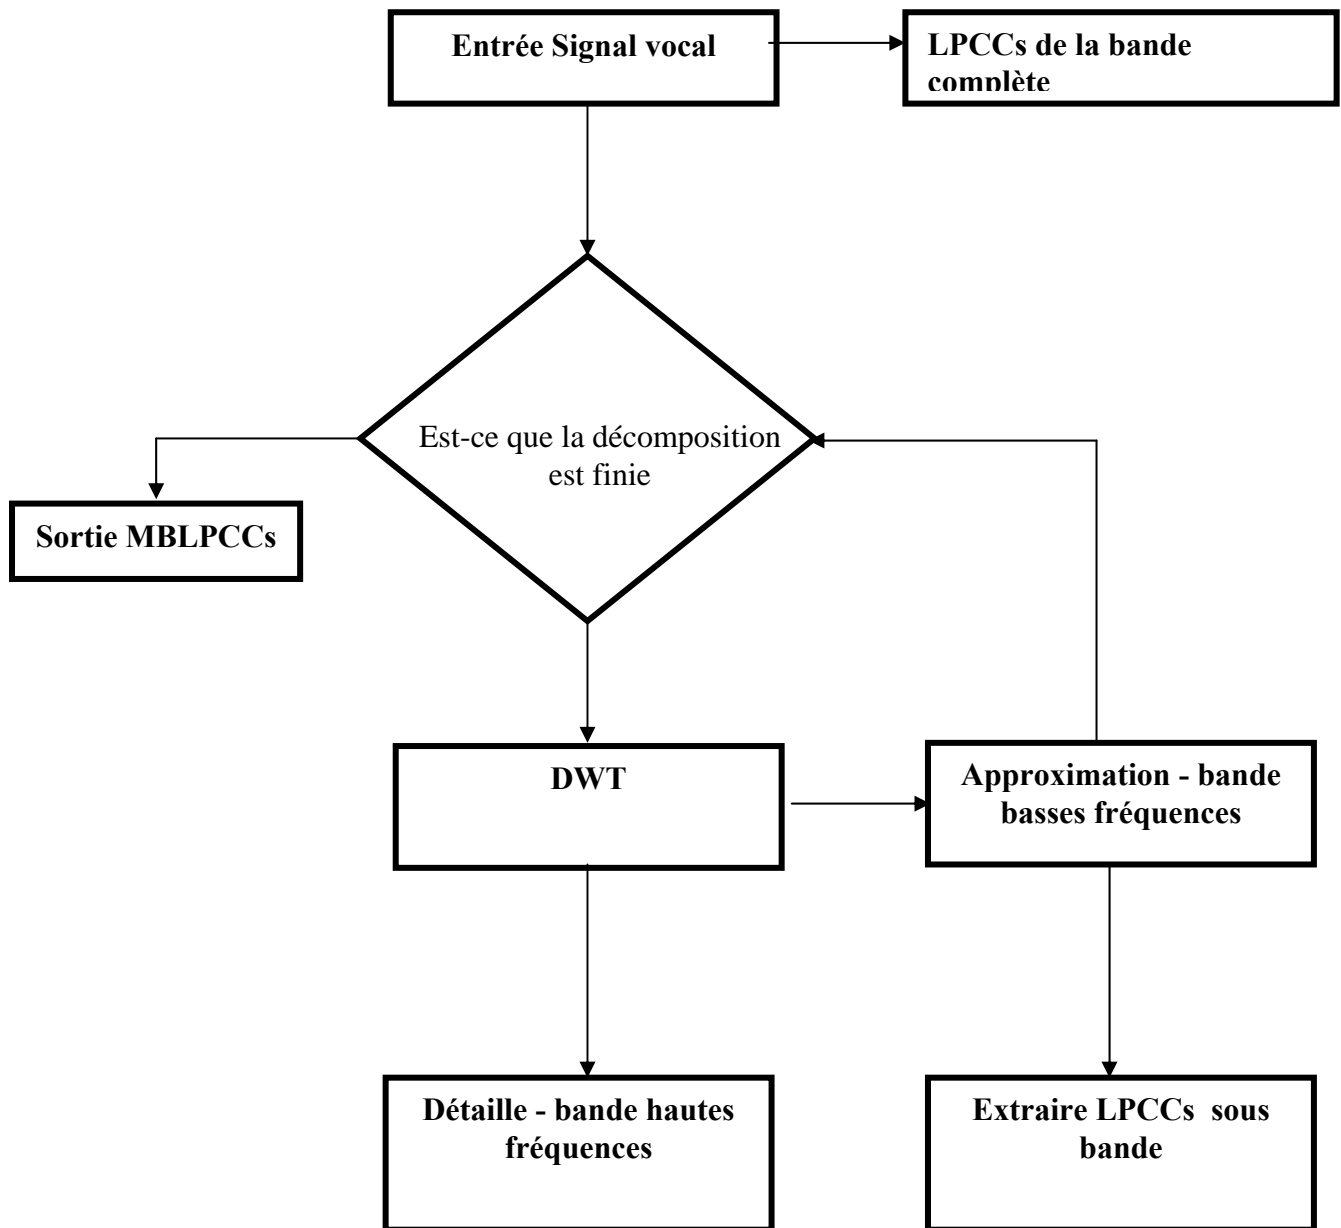 Entrée Signal vocal
LPCCs de la bande
complète
Est-ce que la décomposition
est finie
Sortie MBLPCCs
DWT
Approximation - bande
basses fréquences
Détaille - bande hautes
fréquences
Extraire LPCCs sous
bande